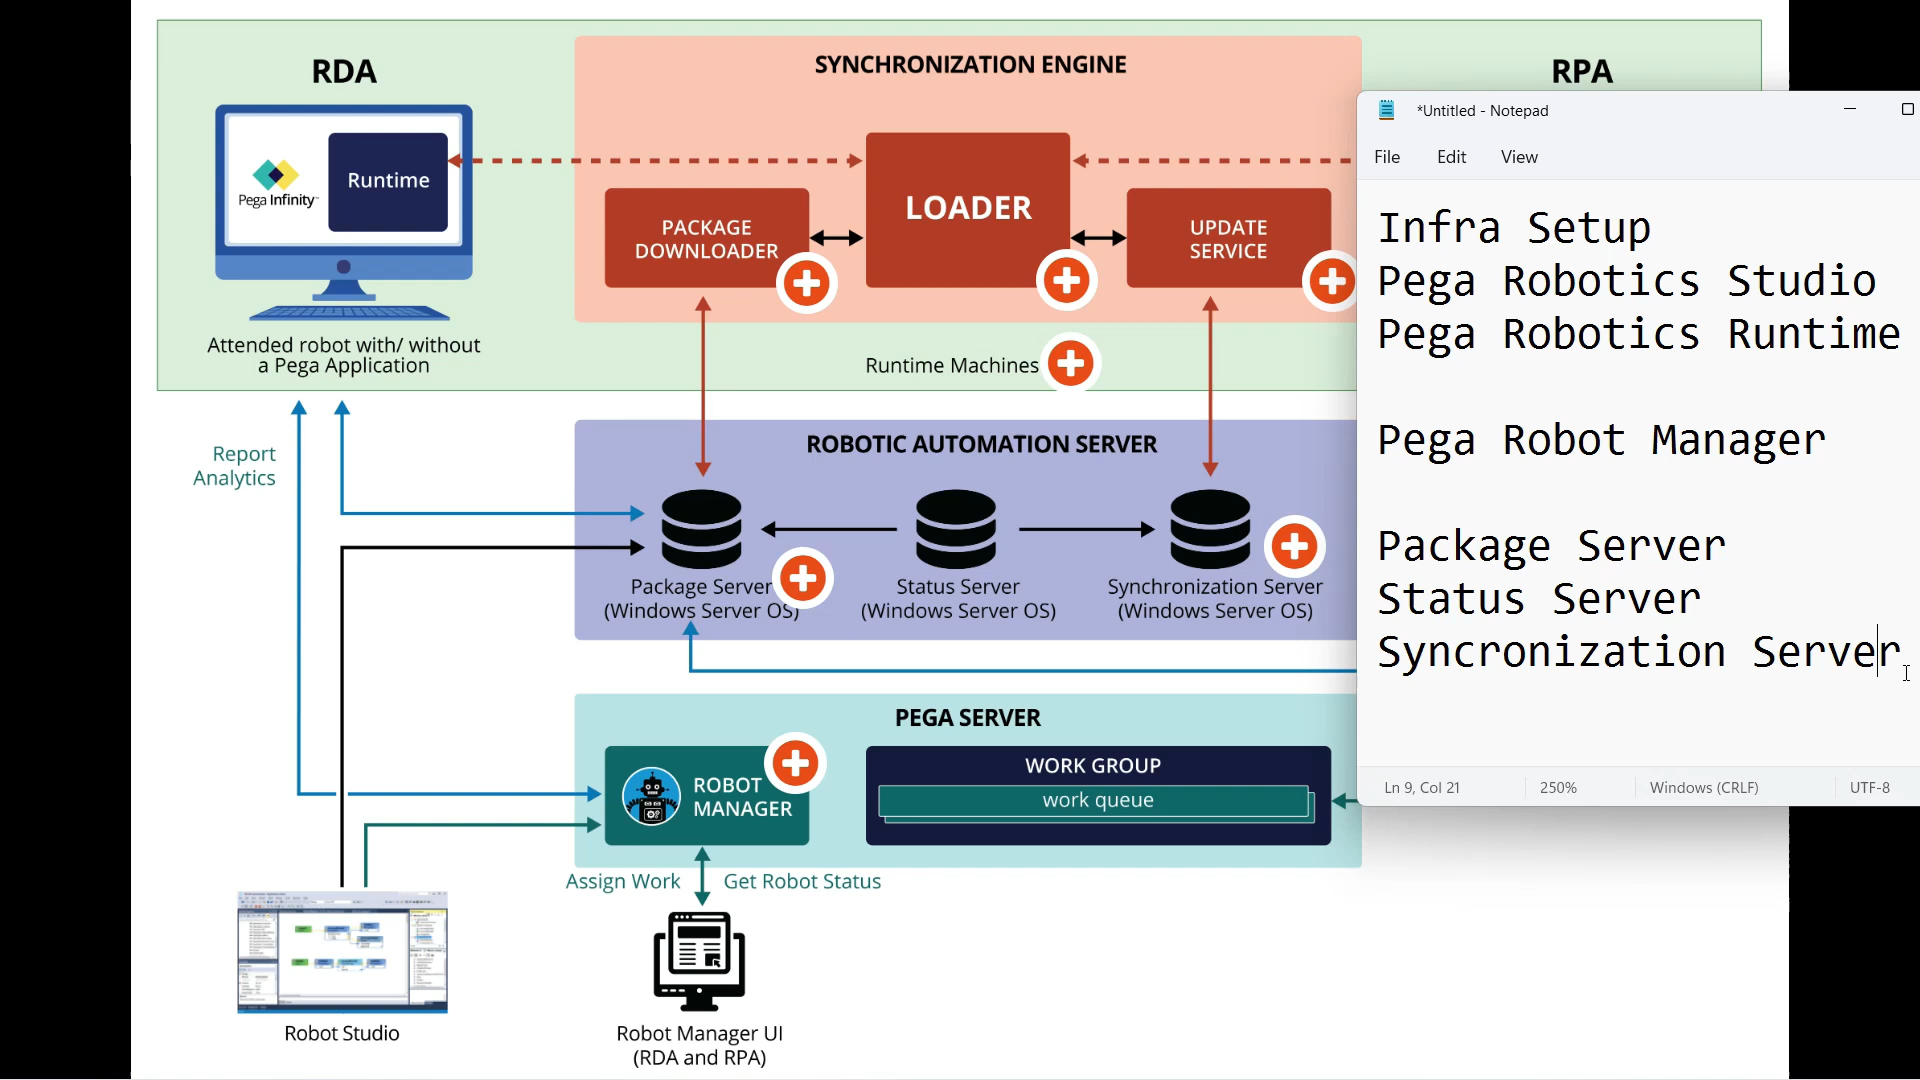 RDA
SYNCHRONIZATION ENGINE
RPA
Pega Infinity™
Runtime
LOADER
PACKAGE
DOWNLOADER
UPDATE
SERVICE
Attended robot with/ without
a Pega Application
Runtime Machines
Report
Analytics
ROBOTIC AUTOMATION SERVER
Package Server
(Windows Server OS)
Status Server
(Windows Server OS)
Synchronization Server
(Windows Server OS)
PEGA SERVER
ROBOT
MANAGER
WORK GROUP
work queue
Assign Work
Get Robot Status
Robot Studio
Robot Manager UI
(RDA and RPA)
*Untitled - Notepad
File Edit View
Infra Setup
Pega Robotics Studio
Pega Robotics Runtime
Pega Robot Manager
Package Server
Status Server
Syncronization Server
Ln 9, Col 21
250%
Windows (CRLF)
UTF-8